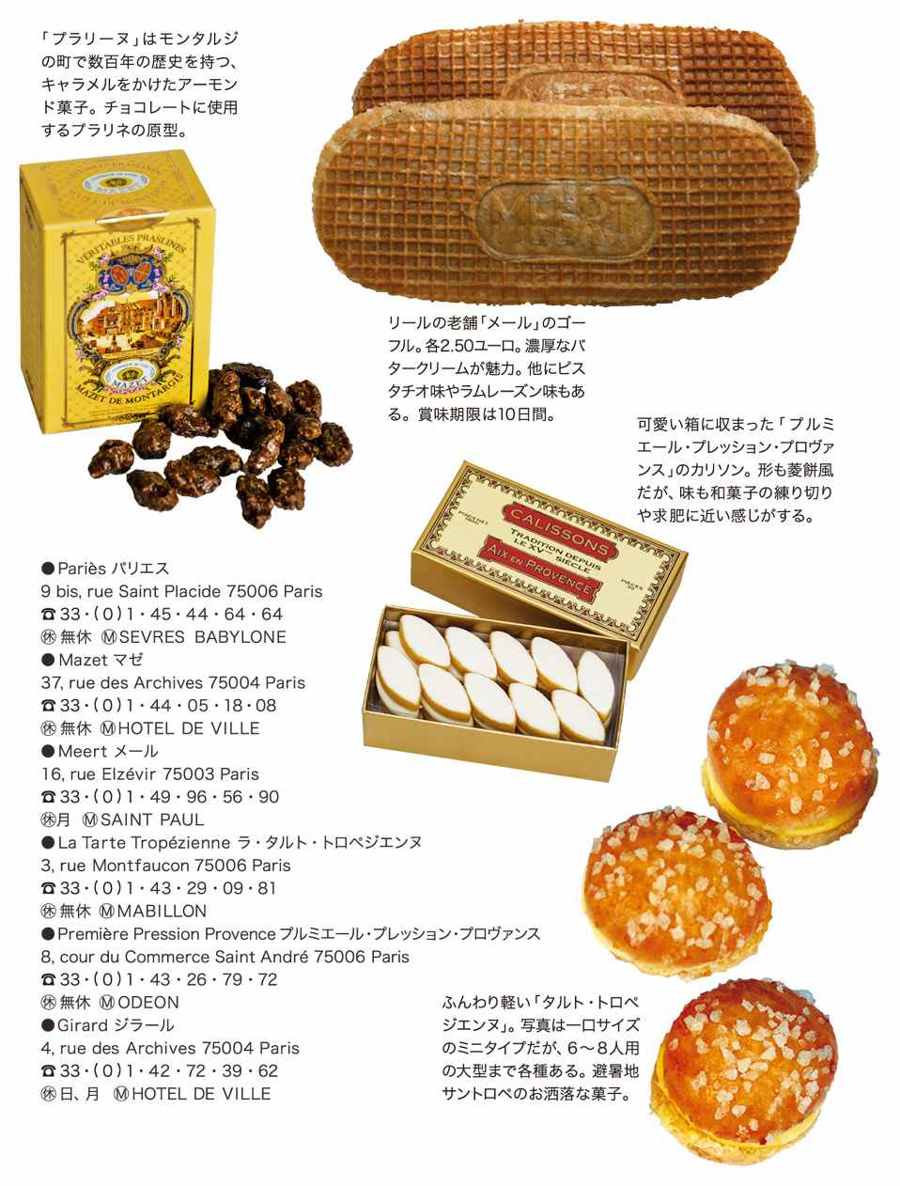 「プラリーヌ」はモンタルジ
の町で数百年の歴史を持つ、
キャラメルをかけたアーモン
ド菓子。チョコレートに使用
するプラリネの原型。
MAZET
VERITABLES PRASLINES
MAZET
MAZET DE MONTARGIS
MEERT
リールの老舗「メール」のゴー
フル。各2.50ユーロ。濃厚なバ
タークリームが魅力。他にピス
タチオ味やラムレーズン味もあ
る。賞味期限は10日間。
可愛い箱に収まった「プルミ
エール・プレッション・プロヴァ
ンス」のカリソン。形も菱餅風
だが、味も和菓子の練り切り
や求肥に近い感じがする。
CALISSONS
TRADITION DEPUIS
LE XVème SIÈCLE
AIX EN PROVENCE
●Pariès パリエス
9 bis, rue Saint Placide 75006 Paris
☎33・(0)1・45・44・64・64
㊡無休 ⓂSEVRES BABYLONE
●Mazet マゼ
37, rue des Archives 75004 Paris
☎33・(0)1・44・05・18・08
㊡無休 ⓂHOTEL DE VILLE
●Meert メール
16, rue Elzévir 75003 Paris
☎33・(0)1・49・96・56・90
㊡月 ⓂSAINT PAUL
●La Tarte Tropézienne ラ・タルト・トロペジエンヌ
3, rue Montfaucon 75006 Paris
☎33・(0)1・43・29・09・81
㊡無休 ⓂMABILLON
●Première Pression Provence プルミエール・プレッション・プロヴァンス
8, cour du Commerce Saint André 75006 Paris
☎33・(0)1・43・26・79・72
㊡無休 ⓂODEON
●Girard ジラール
4, rue des Archives 75004 Paris
☎33・(0)1・42・72・39・62
㊡日、月 ⓂHOTEL DE VILLE
ふんわり軽い「タルト・トロペ
ジエンヌ」。写真は一口サイズ
のミニタイプだが、6〜8人用
の大型まで各種ある。避暑地
サントロペのお洒落な菓子。